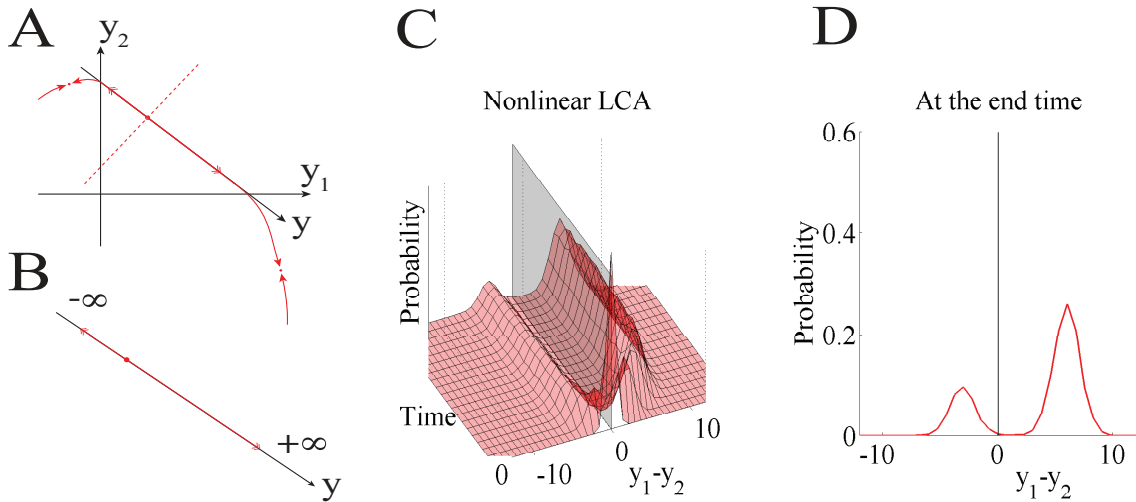 A
y2
y1
y
B
-∞
+∞
y
C
Nonlinear LCA
Probability
Time
0
-10
0
10
y1-y2
D
At the end time
Probability
0.6
0.4
0.2
0
-10
0
10
y1-y2